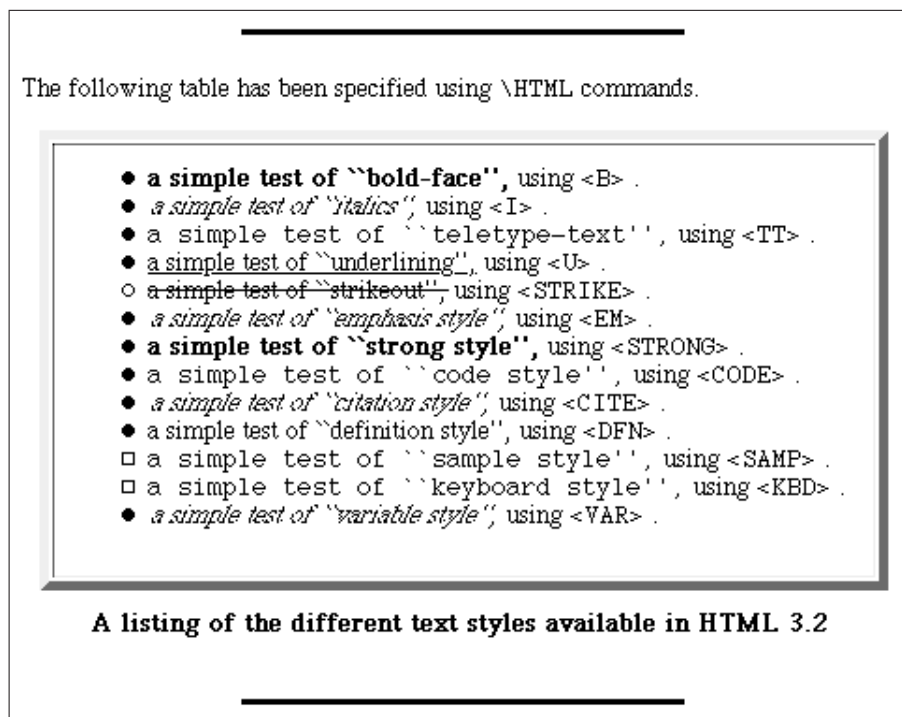 The following table has been specified using \HTML commands.
● a simple test of ``bold-face'', using <B> .
● a simple test of ``italics'', using <I> .
● a simple test of ``teletype-text'', using <TT> .
● a simple test of ``underlining'', using <U> .
○ a simple test of ``strikeout'', using <STRIKE> .
● a simple test of ``emphasis style'', using <EM> .
● a simple test of ``strong style'', using <STRONG> .
● a simple test of ``code style'', using <CODE> .
● a simple test of ``citation style'', using <CITE> .
● a simple test of ``definition style'', using <DFN> .
□ a simple test of ``sample style'', using <SAMP> .
□ a simple test of ``keyboard style'', using <KBD> .
● a simple test of ``variable style'', using <VAR> .
A listing of the different text styles available in HTML 3.2